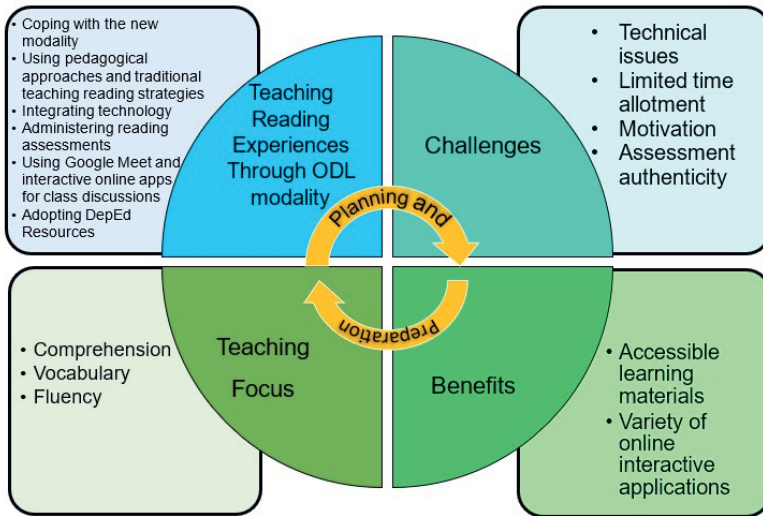 • Coping with the new
modality
• Using pedagogical
approaches and traditional
teaching reading strategies
• Integrating technology
• Administering reading
assessments
• Using Google Meet and
interactive online apps
for class discussions
• Adopting DepEd
Resources
Teaching
Reading
Experiences
Through ODL
modality
Challenges
• Technical
issues
• Limited time
allotment
• Motivation
• Assessment
authenticity
Planning and
Preparation
• Comprehension
• Vocabulary
• Fluency
Teaching
Focus
Benefits
• Accessible
learning
materials
• Variety of
online
interactive
applications